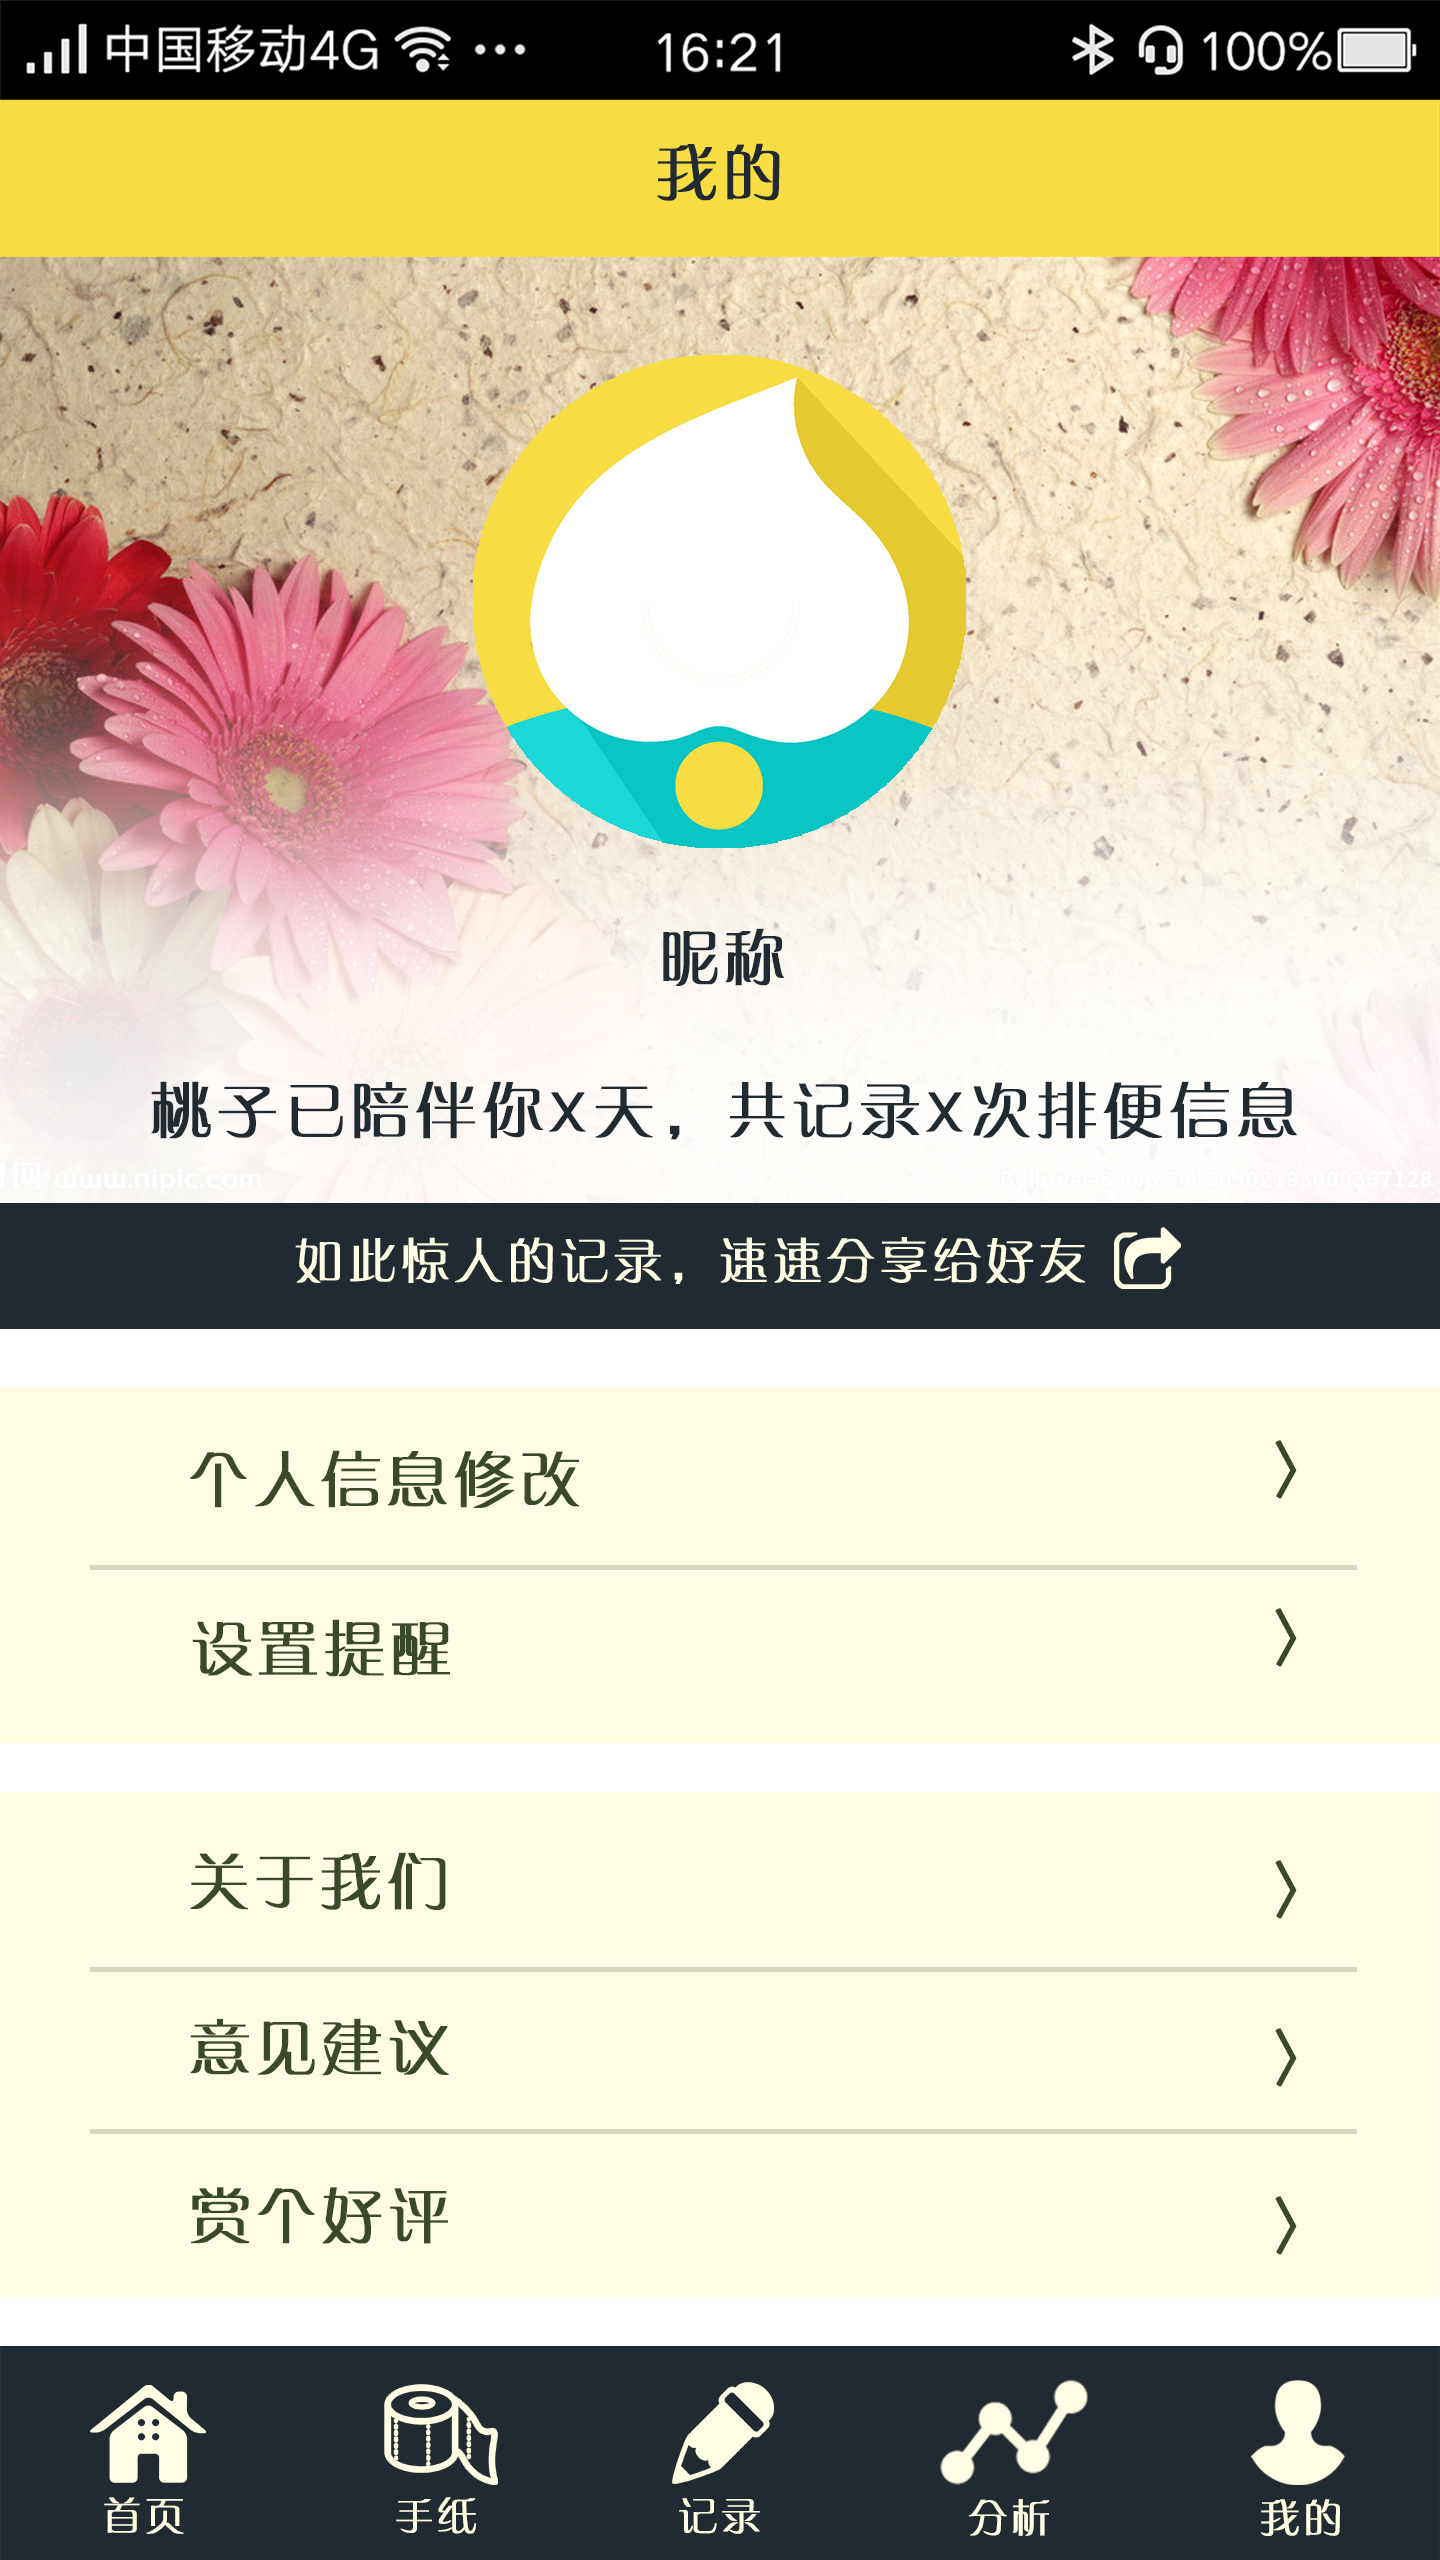 中国移动4G 16:21 100%
我的
昵称
桃子已陪伴你X天，共记录X次排便信息
网 www.nipic.com
如此惊人的记录，速速分享给好友
个人信息修改
设置提醒
关于我们
意见建议
赏个好评
首页 手纸 记录 分析 我的